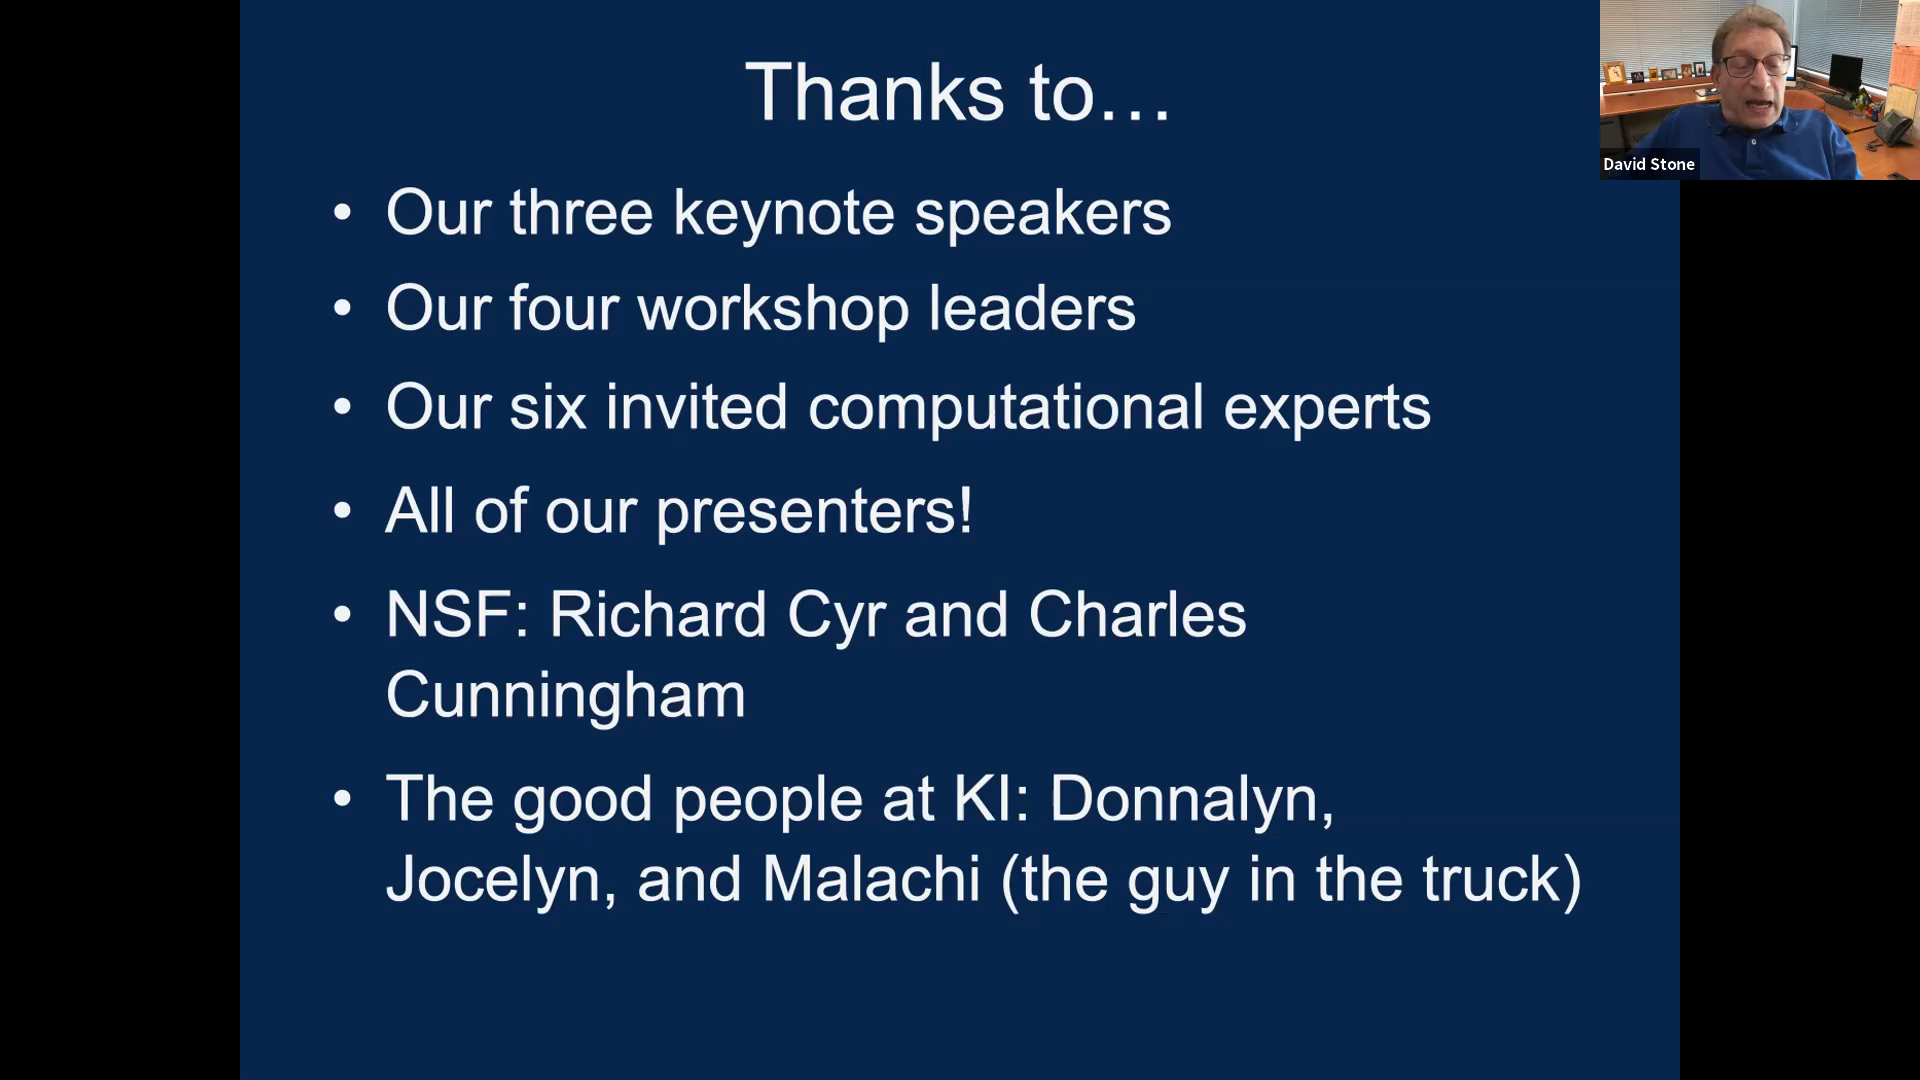 Thanks to…
• Our three keynote speakers
• Our four workshop leaders
• Our six invited computational experts
• All of our presenters!
• NSF: Richard Cyr and Charles
Cunningham
• The good people at KI: Donnalyn,
Jocelyn, and Malachi (the guy in the truck)
David Stone